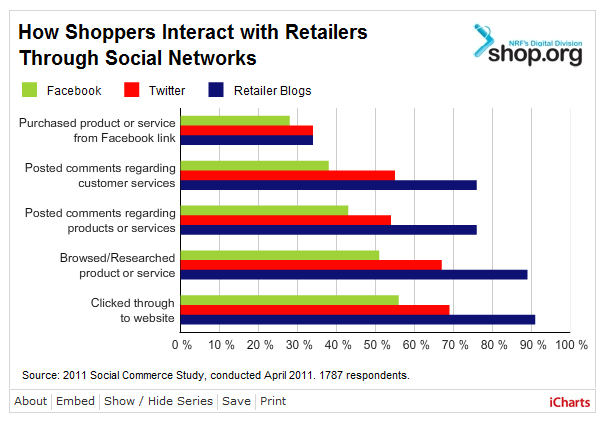 How Shoppers Interact with Retailers
Through Social Networks
NRF's Digital Division
shop.org
Facebook
Twitter
Retailer Blogs
Purchased product or service
from Facebook link
Posted comments regarding
customer services
Posted comments regarding
products or services
Browsed/Researched
product or service
Clicked through
to website
0 % 10 % 20 % 30 % 40 % 50 % 60 % 70 % 80 % 90 % 100 %
Source: 2011 Social Commerce Study, conducted April 2011. 1787 respondents.
About Embed Show / Hide Series Save Print
iCharts